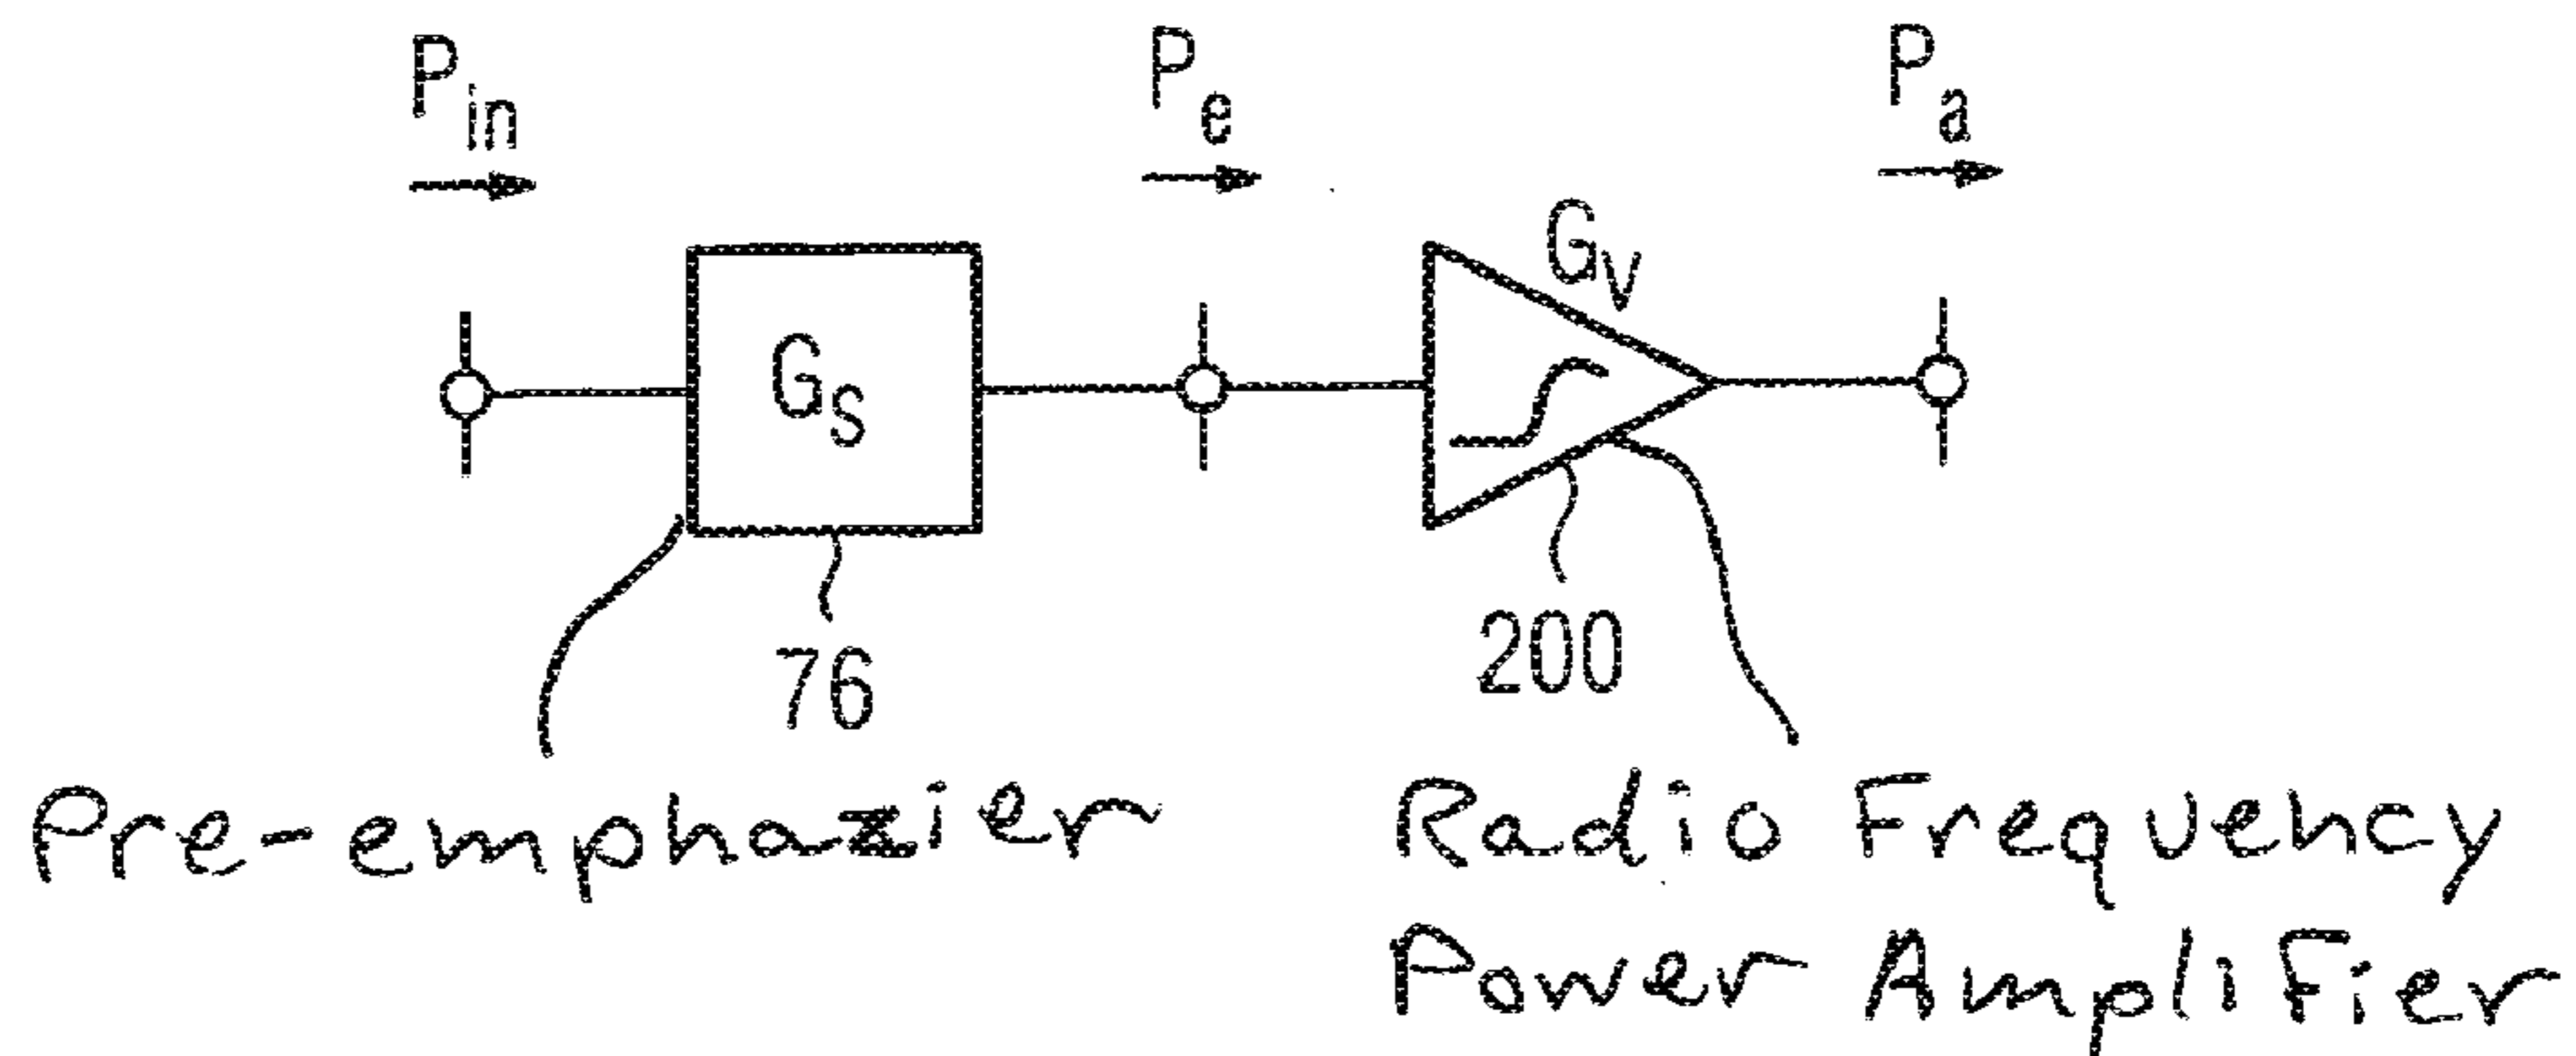 Pin
Pe
Pa
GS
GV
76
200
Pre-emphazier
Radio Frequency
Power Amplifier